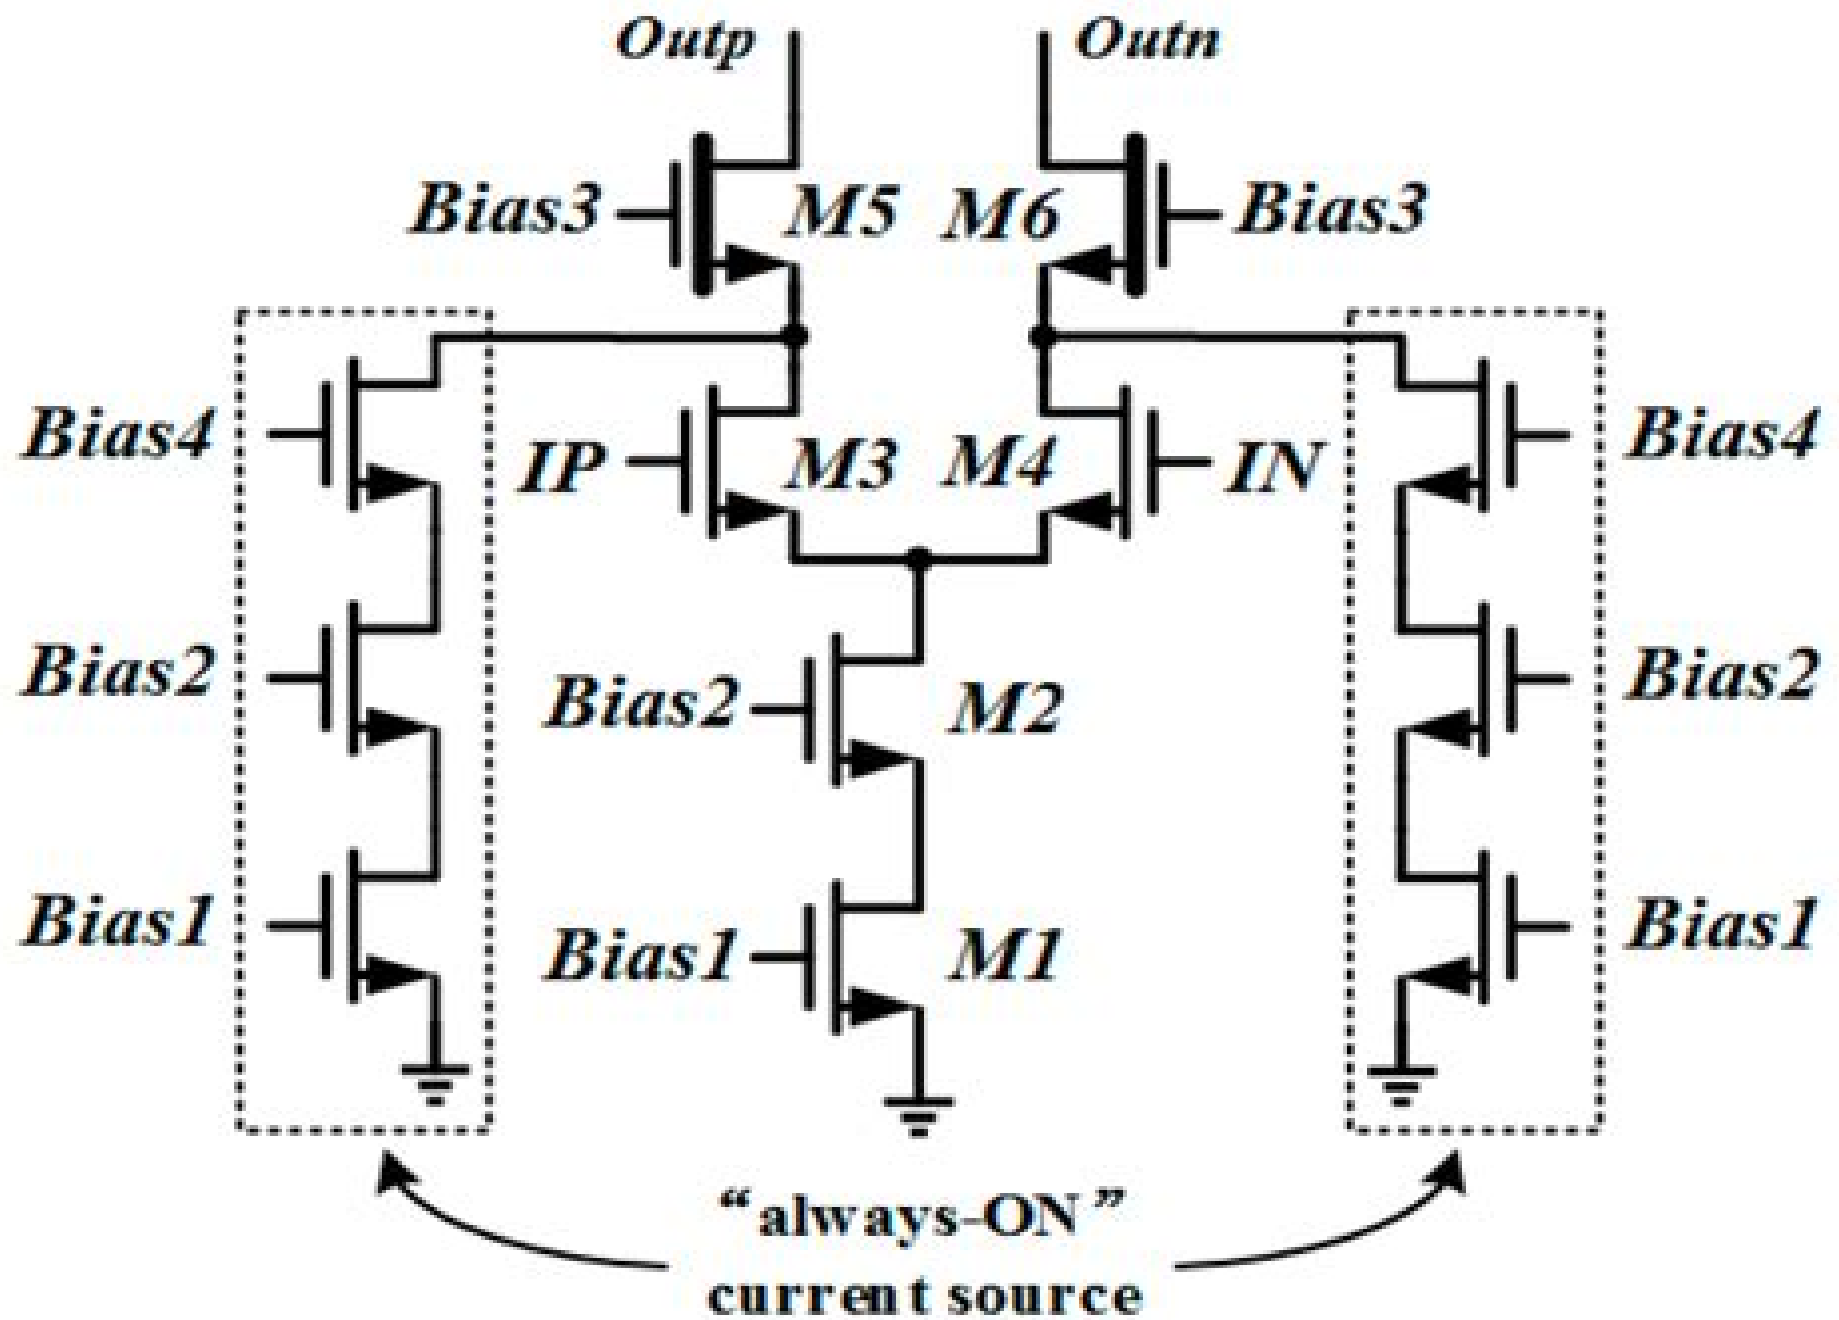 Outp Outn
Bias3 M5 M6 Bias3
Bias4 IP M3 M4 IN Bias4
Bias2 Bias2 M2 Bias2
Bias1 Bias1 M1 Bias1
“always-ON”
current source